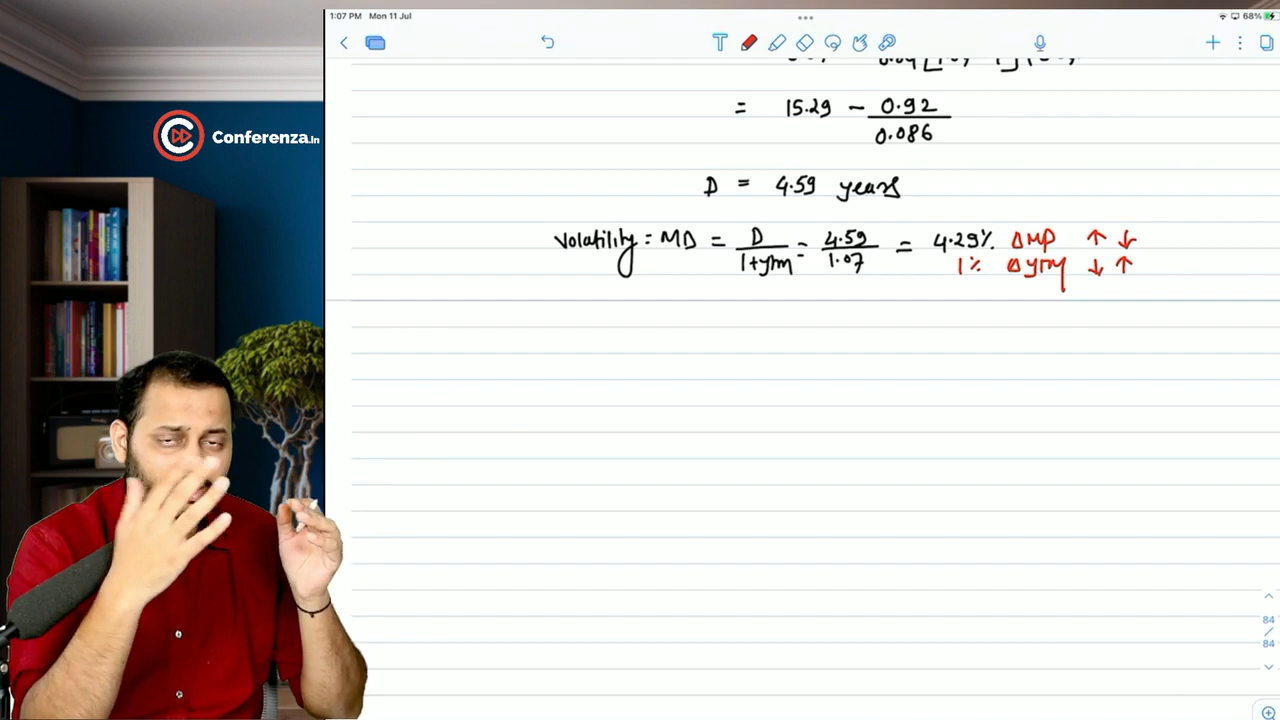 1:07 PM Mon 11 Jul
68%
Conferenza.in
= 15.29 − 0.92
0.086
D = 4.59 years
Volatility = MD = D = 4.59 = 4.29% ΔMP ↑ ↓
1+ytm 1.07 1% Δytm ↓ ↑
84
84